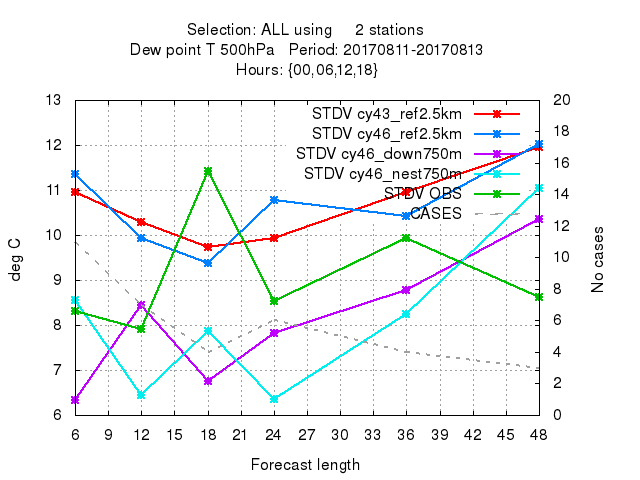 Selection: ALL using 2 stations
Dew point T 500hPa Period: 20170811-20170813
Hours: {00,06,12,18}
STDV cy43_ref2.5km
STDV cy46_ref2.5km
STDV cy46_down750m
STDV cy46_nest750m
STDV OBS
CASES
deg C
13
12
11
10
9
8
7
6
20
18
16
14
12
10
8
6
4
2
0
No cases
6 9 12 15 18 21 24 27 30 33 36 39 42 45 48
Forecast length